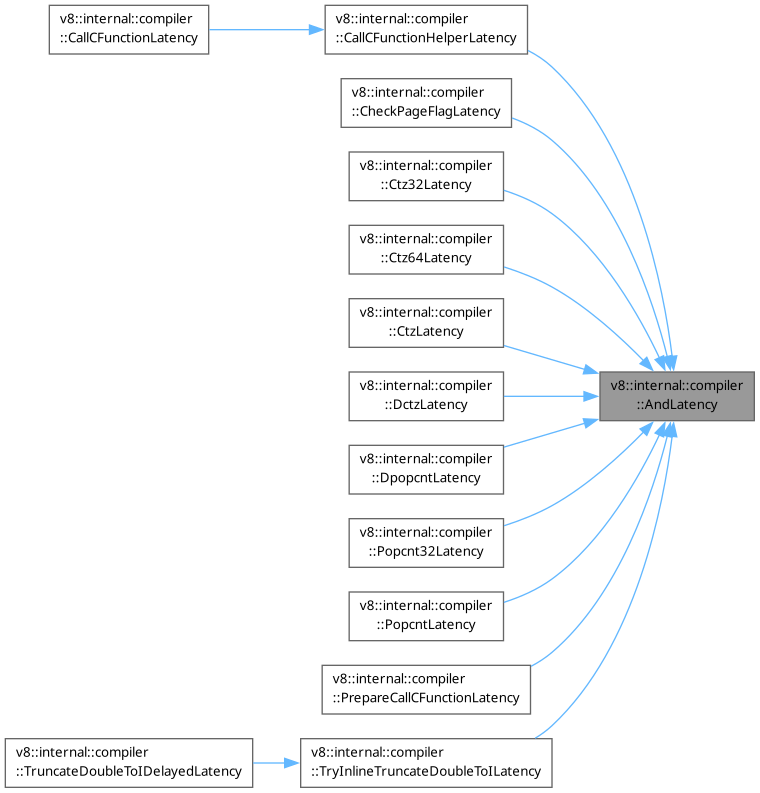 v8::internal::compiler
::CallCFunctionLatency
v8::internal::compiler
::CallCFunctionHelperLatency
v8::internal::compiler
::CheckPageFlagLatency
v8::internal::compiler
::Ctz32Latency
v8::internal::compiler
::Ctz64Latency
v8::internal::compiler
::CtzLatency
v8::internal::compiler
::AndLatency
v8::internal::compiler
::DctzLatency
v8::internal::compiler
::DpopcntLatency
v8::internal::compiler
::Popcnt32Latency
v8::internal::compiler
::PopcntLatency
v8::internal::compiler
::PrepareCallCFunctionLatency
v8::internal::compiler
::TruncateDoubleToIDelayedLatency
v8::internal::compiler
::TryInlineTruncateDoubleToILatency